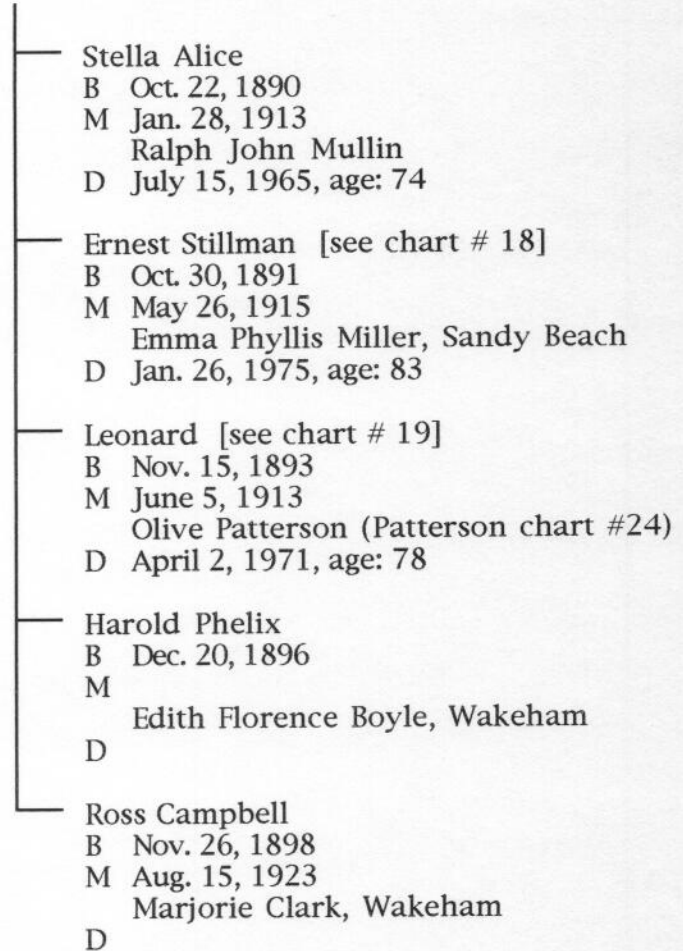 Stella Alice
B Oct. 22, 1890
M Jan. 28, 1913
Ralph John Mullin
D July 15, 1965, age: 74
Ernest Stillman [see chart # 18]
B Oct. 30, 1891
M May 26, 1915
Emma Phyllis Miller, Sandy Beach
D Jan. 26, 1975, age: 83
Leonard [see chart # 19]
B Nov. 15, 1893
M June 5, 1913
Olive Patterson (Patterson chart #24)
D April 2, 1971, age: 78
Harold Phelix
B Dec. 20, 1896
M
Edith Florence Boyle, Wakeham
D
Ross Campbell
B Nov. 26, 1898
M Aug. 15, 1923
Marjorie Clark, Wakeham
D